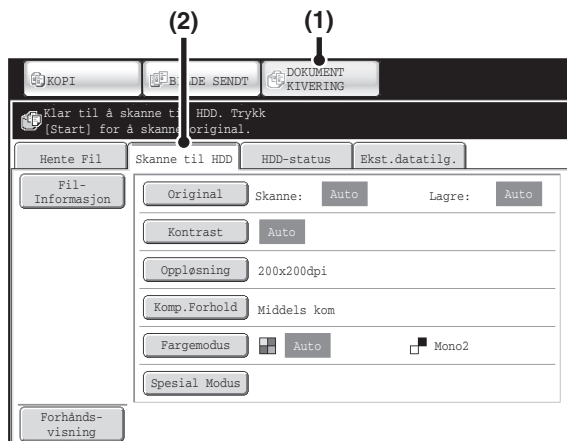 (2) (1)
KOPI
BILDE SENDT
DOKUMENT
KIVERING
Klar til å skanne til HDD. Trykk
[Start] for å skanne original.
Hente Fil Skanne til HDD HDD-status Ekst.datatilg.
Fil-
Informasjon
Original Skanne: Auto Lagre: Auto
Kontrast Auto
Oppløsning 200x200dpi
Komp.Forhold Middels kom
Fargemodus Auto Mono2
Spesial Modus
Forhånds-
visning